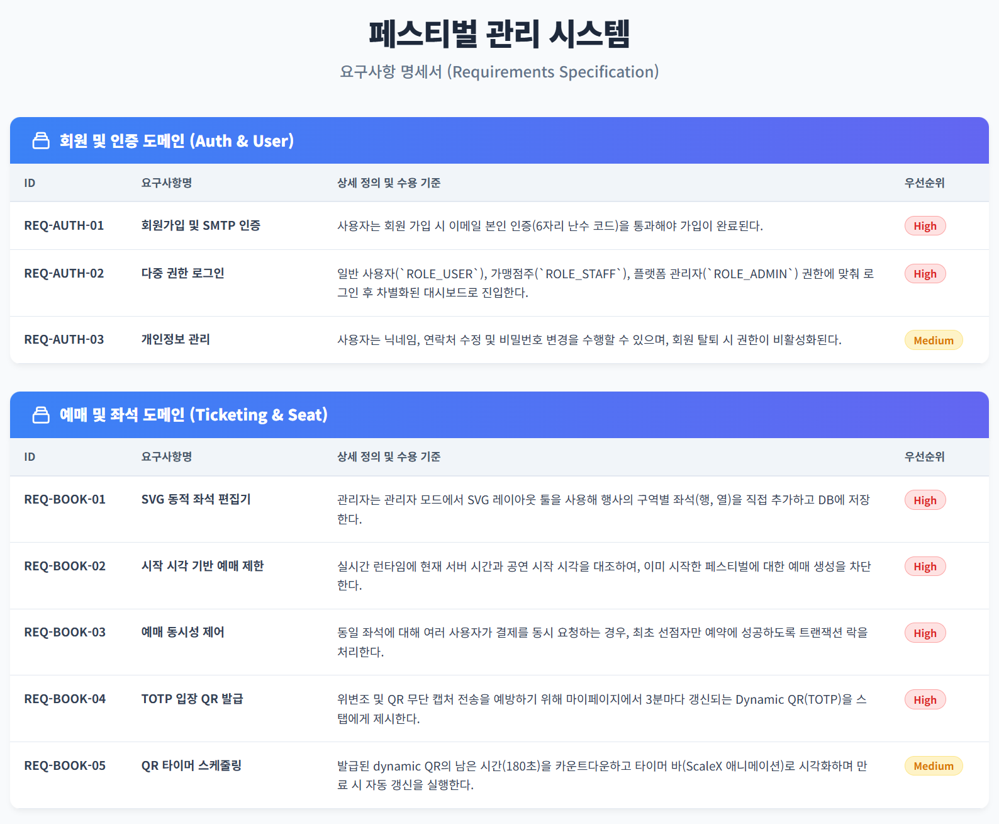 페스티벌 관리 시스템
요구사항 명세서 (Requirements Specification)
회원 및 인증 도메인 (Auth & User)
ID 요구사항명 상세 정의 및 수용 기준 우선순위
REQ-AUTH-01 회원가입 및 SMTP 인증 사용자는 회원 가입 시 이메일 본인 인증(6자리 난수 코드)을 통과해야 가입이 완료된다. High
REQ-AUTH-02 다중 권한 로그인 일반 사용자(`ROLE_USER`), 가맹점주(`ROLE_STAFF`), 플랫폼 관리자(`ROLE_ADMIN`) 권한에 맞춰 로 High
그인 후 차별화된 대시보드로 진입한다.
REQ-AUTH-03 개인정보 관리 사용자는 닉네임, 연락처 수정 및 비밀번호 변경을 수행할 수 있으며, 회원 탈퇴 시 권한이 비활성화된다. Medium
예매 및 좌석 도메인 (Ticketing & Seat)
ID 요구사항명 상세 정의 및 수용 기준 우선순위
REQ-BOOK-01 SVG 동적 좌석 편집기 관리자는 관리자 모드에서 SVG 레이아웃 툴을 사용해 행사의 구역별 좌석(행, 열)을 직접 추가하고 DB에 저장 High
한다.
REQ-BOOK-02 시작 시각 기반 예매 제한 실시간 런타임에 현재 서버 시간과 공연 시작 시각을 대조하여, 이미 시작한 페스티벌에 대한 예매 생성을 차단 High
한다.
REQ-BOOK-03 예매 동시성 제어 동일 좌석에 대해 여러 사용자가 결제를 동시 요청하는 경우, 최초 선점자만 예약에 성공하도록 트랜잭션 락을 High
처리한다.
REQ-BOOK-04 TOTP 입장 QR 발급 위변조 및 QR 무단 캡처 전송을 예방하기 위해 마이페이지에서 3분마다 갱신되는 Dynamic QR(TOTP)을 스 High
탭에게 제시한다.
REQ-BOOK-05 QR 타이머 스케줄링 발급된 dynamic QR의 남은 시간(180초)을 카운트다운하고 타이머 바(ScaleX 애니메이션)로 시각화하며 만 Medium
료 시 자동 갱신을 실행한다.